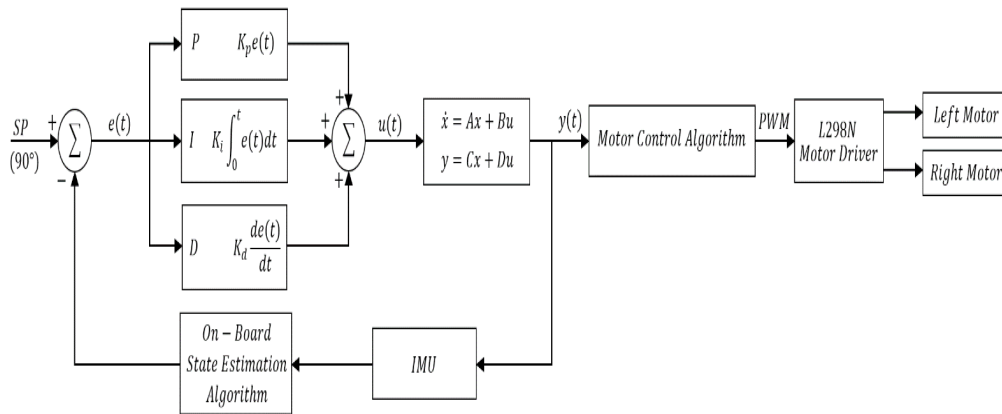 SP
(90°)
+
−
Σ
e(t)
P K_p e(t)
I K_i ∫_0^t e(t)dt
D K_d de(t)/dt
+
+
+
Σ
u(t)
ẋ = Ax + Bu
y = Cx + Du
y(t)
Motor Control Algorithm
PWM
L298N
Motor Driver
Left Motor
Right Motor
On − Board
State Estimation
Algorithm
IMU